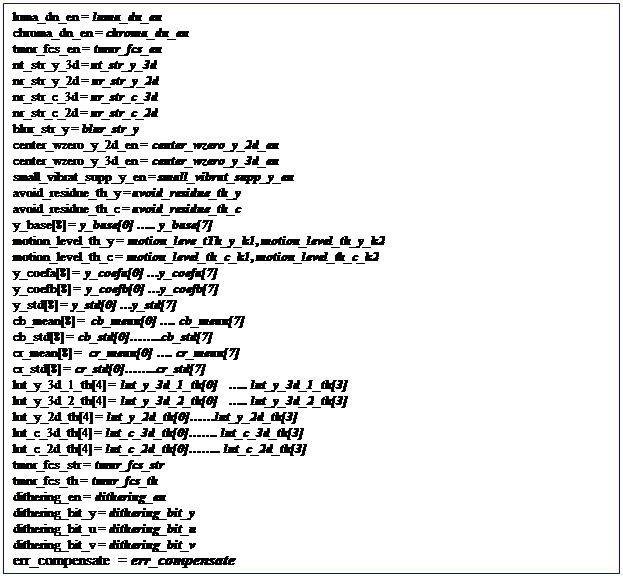 luma_dn_en = luma_dn_en
chroma_dn_en = chroma_dn_en
tmnr_fcs_en = tmnr_fcs_en
nt_str_y_3d = nt_str_y_3d
nr_str_y_2d = nr_str_y_2d
nr_str_c_3d = nr_str_c_3d
nr_str_c_2d = nr_str_c_2d
blur_str_y = blur_str_y
center_wzero_y_2d_en = center_wzero_y_2d_en
center_wzero_y_3d_en = center_wzero_y_3d_en
small_vibrat_supp_y_en = small_vibrat_supp_y_en
avoid_residue_th_y = avoid_residue_th_y
avoid_residue_th_c = avoid_residue_th_c
y_base[8] = y_base[0] ..... y_base[7]
motion_level_th_y = motion_leve_t1h_y_k1, motion_level_th_y_k2
motion_level_th_c = motion_level_th_c_k1, motion_level_th_c_k2
y_coefa[8] = y_coefa[0] ...y_coefa[7]
y_coefb[8] = y_coefb[0] ...y_coefb[7]
y_std[8] = y_std[0] ...y_std[7]
cb_mean[8] = cb_mean[0] .... cb_mean[7]
cb_std[8] = cb_std[0]........cb_std[7]
cr_mean[8] = cr_mean[0] .... cr_mean[7]
cr_std[8] = cr_std[0]........cr_std[7]
lut_y_3d_1_th[4] = lut_y_3d_1_th[0] ..... lut_y_3d_1_th[3]
lut_y_3d_2_th[4] = lut_y_3d_2_th[0] ..... lut_y_3d_2_th[3]
lut_y_2d_th[4] = lut_y_2d_th[0]......lut_y_2d_th[3]
lut_c_3d_th[4] = lut_c_3d_th[0]....... lut_c_3d_th[3]
lut_c_2d_th[4] = lut_c_2d_th[0]........ lut_c_2d_th[3]
tmnr_fcs_str = tmnr_fcs_str
tmnr_fcs_th = tmnr_fcs_th
dithering_en = dithering_en
dithering_bit_y = dithering_bit_y
dithering_bit_u = dithering_bit_u
dithering_bit_v = dithering_bit_v
err_compensate = err_compensate